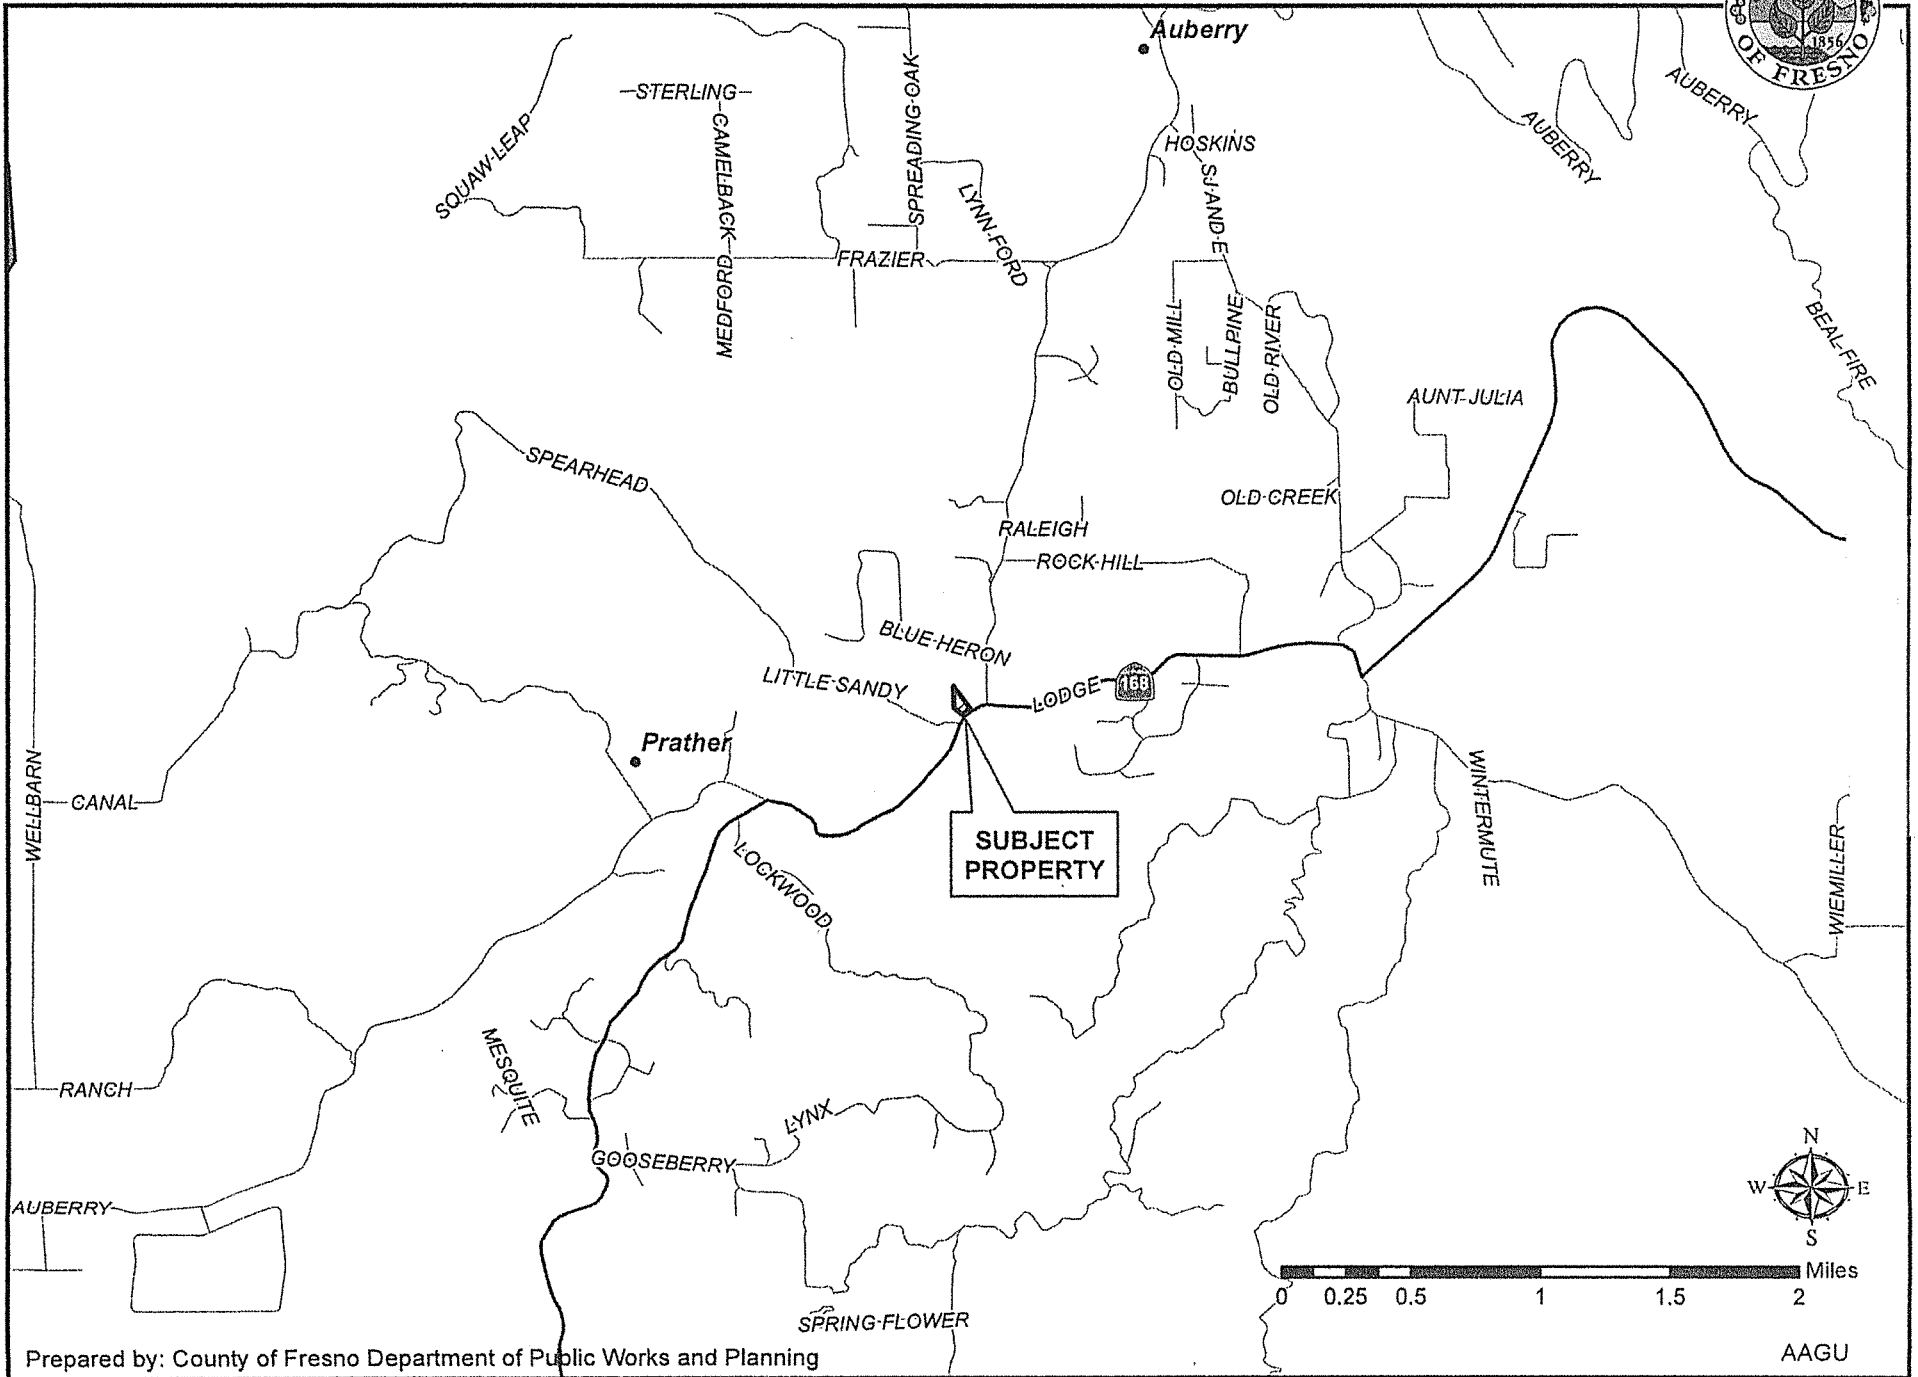 Auberry
1856
OF FRESNO
STERLING
SPREADING OAK
CAMELBACK
SQUAW LEAP
HOSKINS
AUBERRY
AUBERRY
SJ AND E
LYNN FORD
FRAZIER
MEDFORD
OLD MILL
BULLPINE
OLD RIVER
BEAL FIRE
AUNT JULIA
SPEARHEAD
OLD CREEK
RALEIGH
ROCK HILL
BLUE HERON
LITTLE SANDY
LODGE
168
Prather
WELLBARN
CANAL
WINTERMUTE
SUBJECT
PROPERTY
LOCKWOOD
WIEMILLER
MESQUITE
RANCH
LYNX
GOOSEBERRY
AUBERRY
N
W E
S
Miles
0 0.25 0.5 1 1.5 2
SPRING FLOWER
Prepared by: County of Fresno Department of Public Works and Planning
AAGU